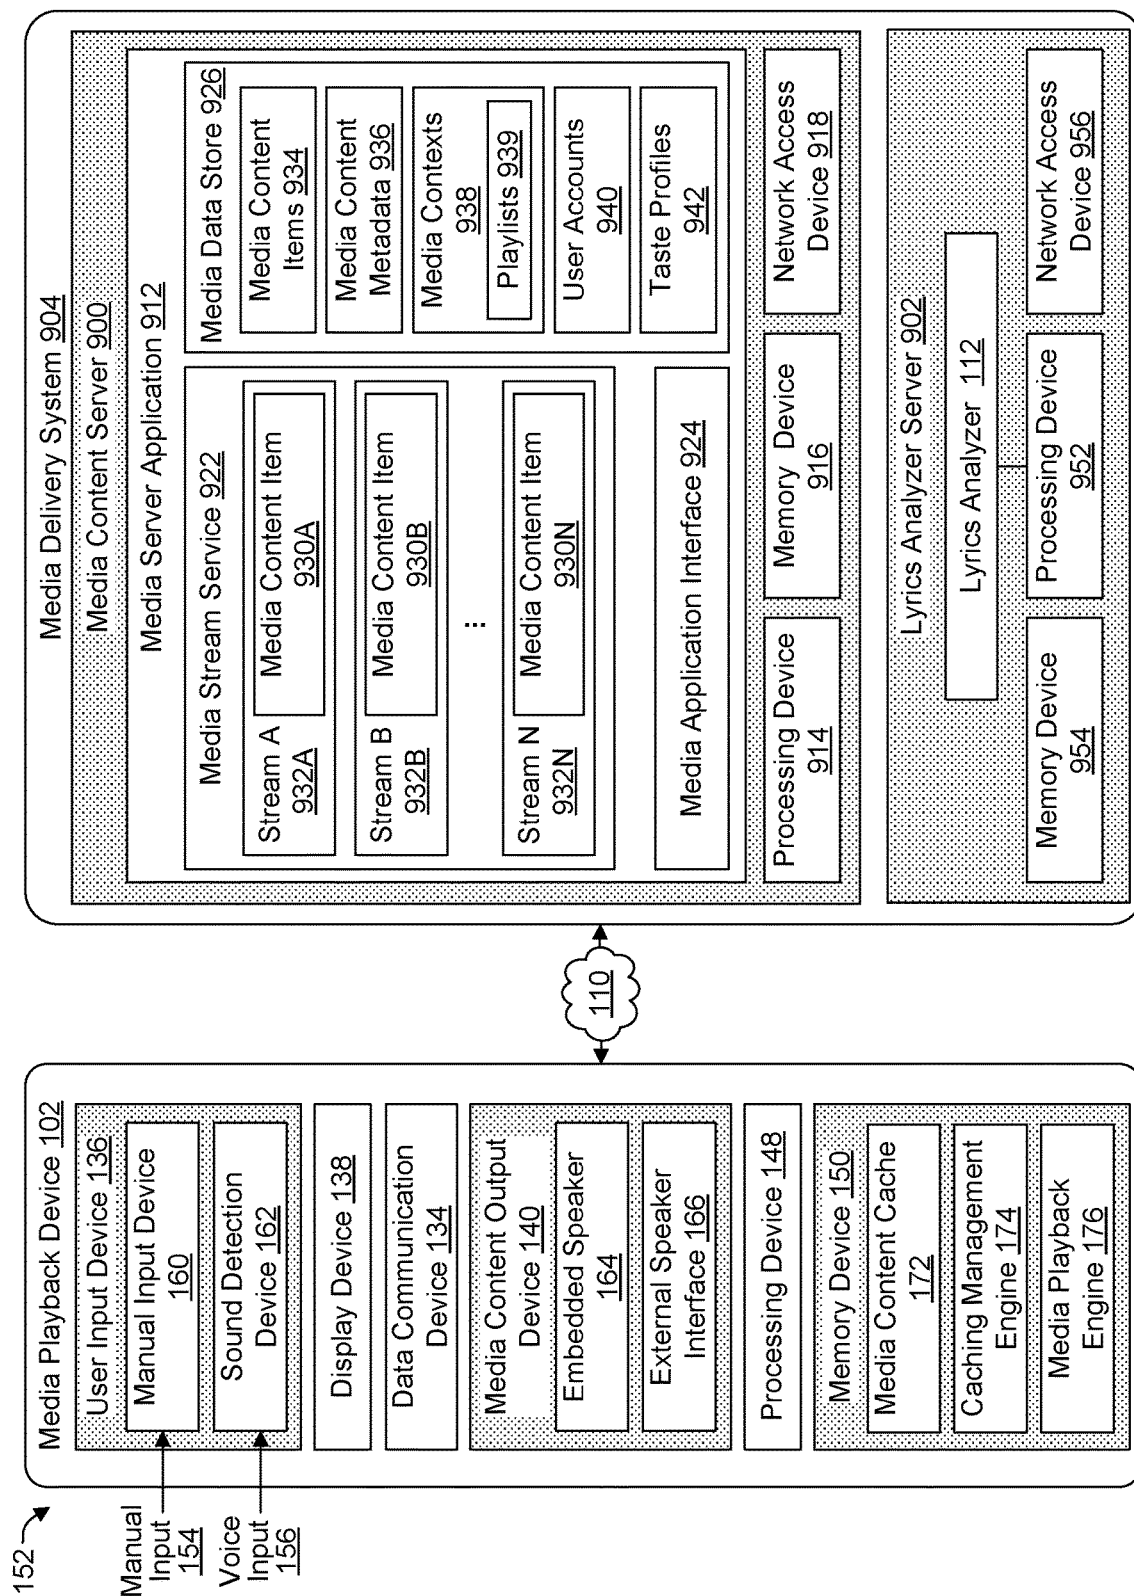 152
Manual
Input
154
Voice
Input
156
Media Playback Device 102
User Input Device 136
Manual Input Device
160
Sound Detection
Device 162
Display Device 138
Data Communication
Device 134
Media Content Output
Device 140
Embedded Speaker
164
External Speaker
Interface 166
Processing Device 148
Memory Device 150
Media Content Cache
172
Caching Management
Engine 174
Media Playback
Engine 176
110
Media Delivery System 904
Media Content Server 900
Media Server Application 912
Media Stream Service 922
Stream A
932A
Media Content Item
930A
Stream B
932B
Media Content Item
930B
...
Stream N
932N
Media Content Item
930N
Media Application Interface 924
Media Data Store 926
Media Content
Items 934
Media Content
Metadata 936
Media Contexts
938
Playlists 939
User Accounts
940
Taste Profiles
942
Processing Device
914
Memory Device
916
Network Access
Device 918
Lyrics Analyzer Server 902
Lyrics Analyzer 112
Memory Device
954
Processing Device
952
Network Access
Device 956